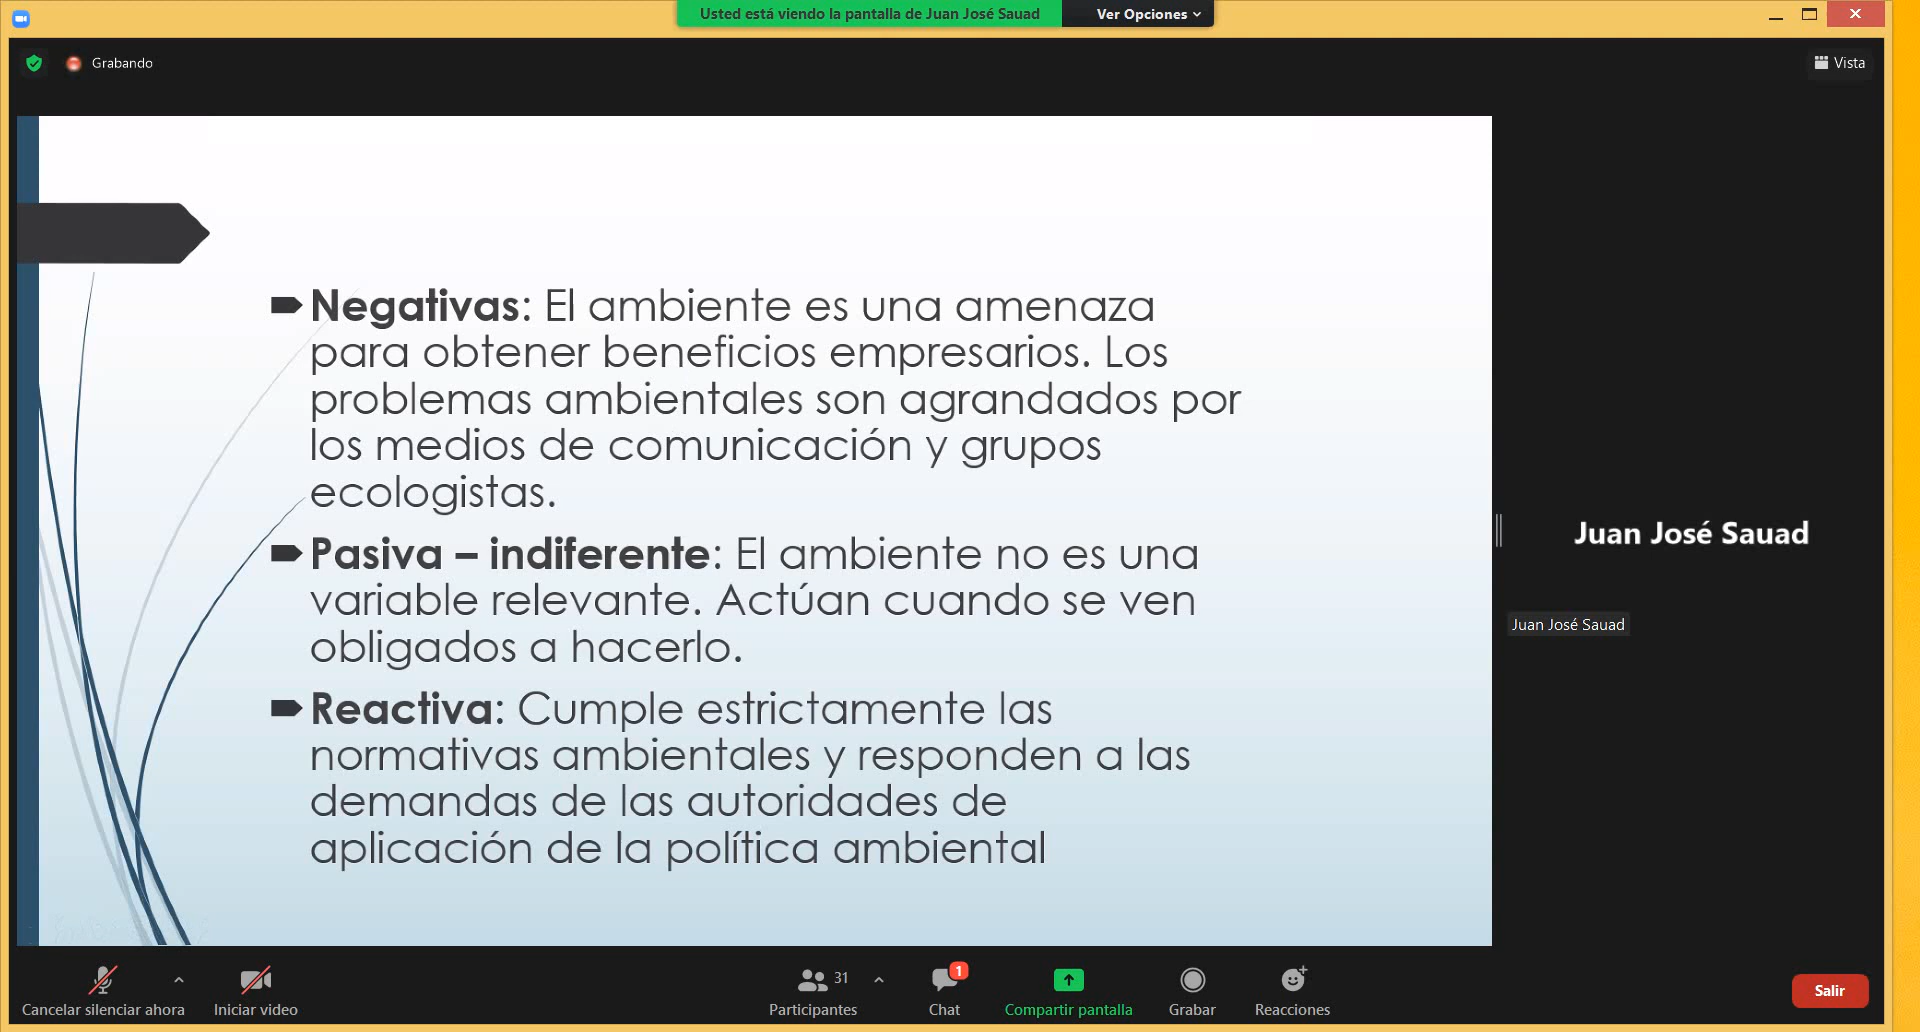 Usted está viendo la pantalla de Juan José Sauad
Ver Opciones
Grabando
Vista
Negativas: El ambiente es una amenaza
para obtener beneficios empresarios. Los
problemas ambientales son agrandados por
los medios de comunicación y grupos
ecologistas.
Pasiva – indiferente: El ambiente no es una
variable relevante. Actúan cuando se ven
obligados a hacerlo.
Reactiva: Cumple estrictamente las
normativas ambientales y responden a las
demandas de las autoridades de
aplicación de la política ambiental
Juan José Sauad
Juan José Sauad
Cancelar silenciar ahora
Iniciar video
31
Participantes
1
Chat
Compartir pantalla
Grabar
Reacciones
Salir